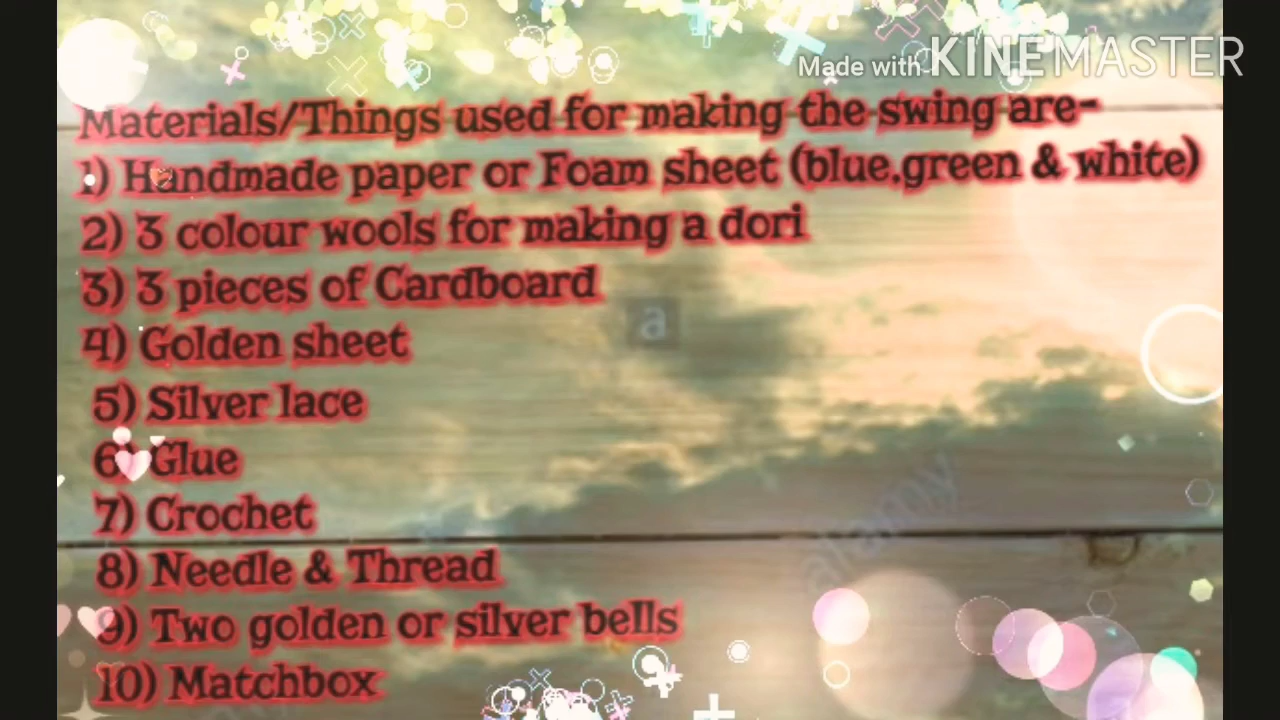 Made with KINEMASTER
Materials/Things used for making the swing are-
1) Handmade paper or Foam sheet (blue,green & white)
2) 3 colour wools for making a dori
3) 3 pieces of Cardboard
4) Golden sheet
a
5) Silver lace
6) Glue
7) Crochet
alamy
8) Needle & Thread
9) Two golden or silver bells
10) Matchbox